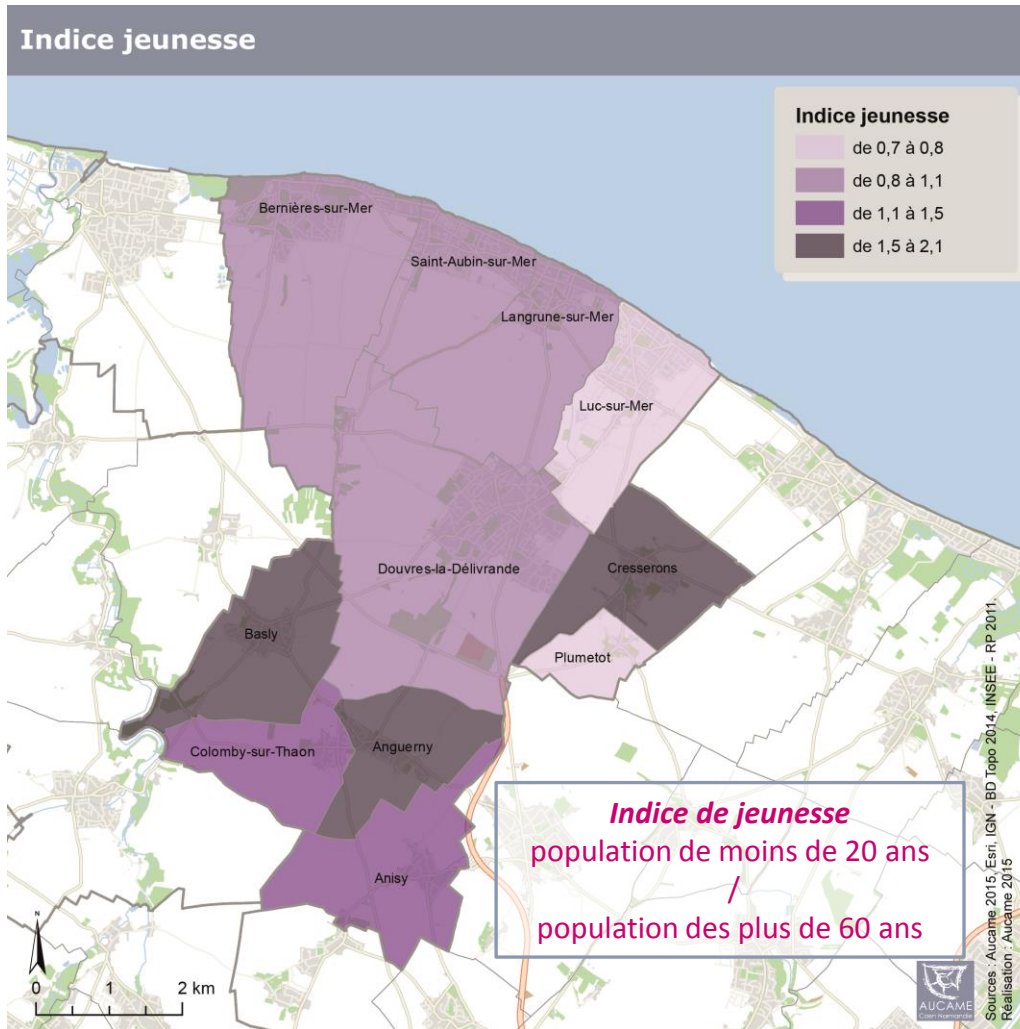 Indice jeunesse
Indice jeunesse
de 0,7 à 0,8
de 0,8 à 1,1
de 1,1 à 1,5
de 1,5 à 2,1
Bernières-sur-Mer
Saint-Aubin-sur-Mer
Langrune-sur-Mer
Luc-sur-Mer
Douvres-la-Délivrande
Cresserons
Basly
Plumetot
Colomby-sur-Thaon
Anguerny
Anisy
Indice de jeunesse
population de moins de 20 ans
/
population des plus de 60 ans
N
0 1 2 km
AUCAME
Caen Normandie
Sources : Aucame 2015, Esri, IGN - BD Topo 2014, INSEE - RP 2011.
Réalisation : Aucame 2015